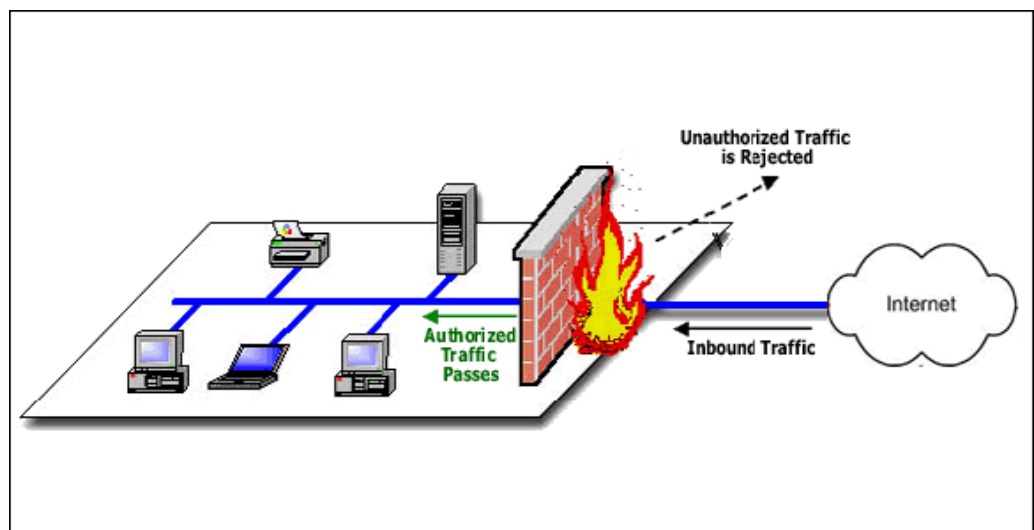 Unauthorized Traffic
is Rejected
Internet
Authorized
Traffic
Passes
Inbound Traffic